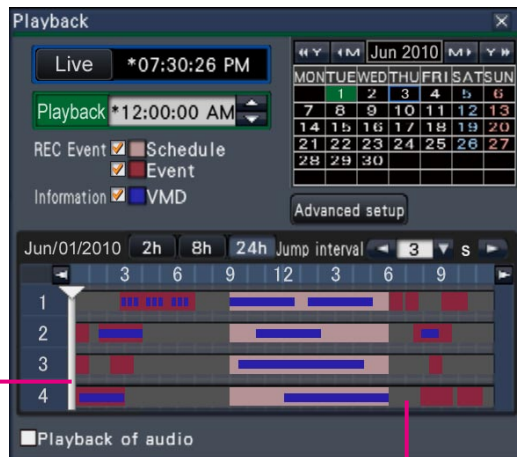 Playback
Live *07:30:26 PM
Playback *12:00:00 AM
REC Event Schedule
Event
Information VMD
Y M Jun 2010 M Y
MON TUE WED THU FRI SAT SUN
1 2 3 4 5 6
7 8 9 10 11 12 13
14 15 16 17 18 19 20
21 22 23 24 25 26 27
28 29 30
Advanced setup
Jun/01/2010 2h 8h 24h Jump interval 3 s
3 6 9 12 3 6 9
1
2
3
4
Playback of audio